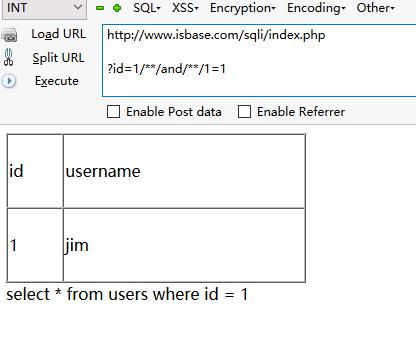 INT SQL▾ XSS▾ Encryption▾ Encoding▾ Other▾
Load URL
http://www.isbase.com/sqli/index.php
Split URL
?id=1/**/and/**/1=1
Execute
Enable Post data Enable Referrer
id username
1 jim
select * from users where id = 1